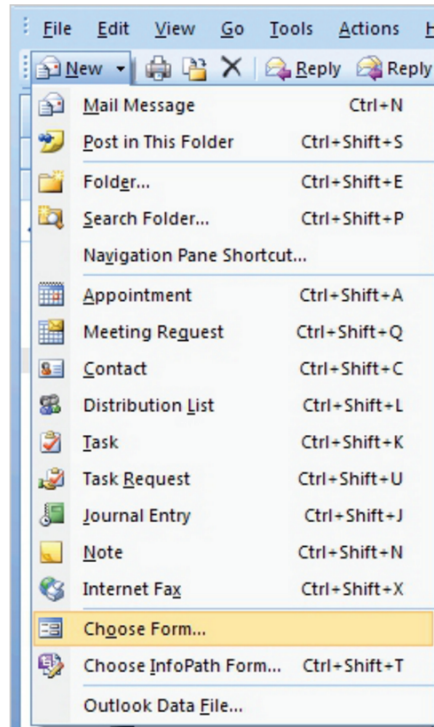 File Edit View Go Tools Actions H
New Reply Reply
Mail Message Ctrl+N
Post in This Folder Ctrl+Shift+S
Folder... Ctrl+Shift+E
Search Folder... Ctrl+Shift+P
Navigation Pane Shortcut...
Appointment Ctrl+Shift+A
Meeting Request Ctrl+Shift+Q
Contact Ctrl+Shift+C
Distribution List Ctrl+Shift+L
Task Ctrl+Shift+K
Task Request Ctrl+Shift+U
Journal Entry Ctrl+Shift+J
Note Ctrl+Shift+N
Internet Fax Ctrl+Shift+X
Choose Form...
Choose InfoPath Form... Ctrl+Shift+T
Outlook Data File...